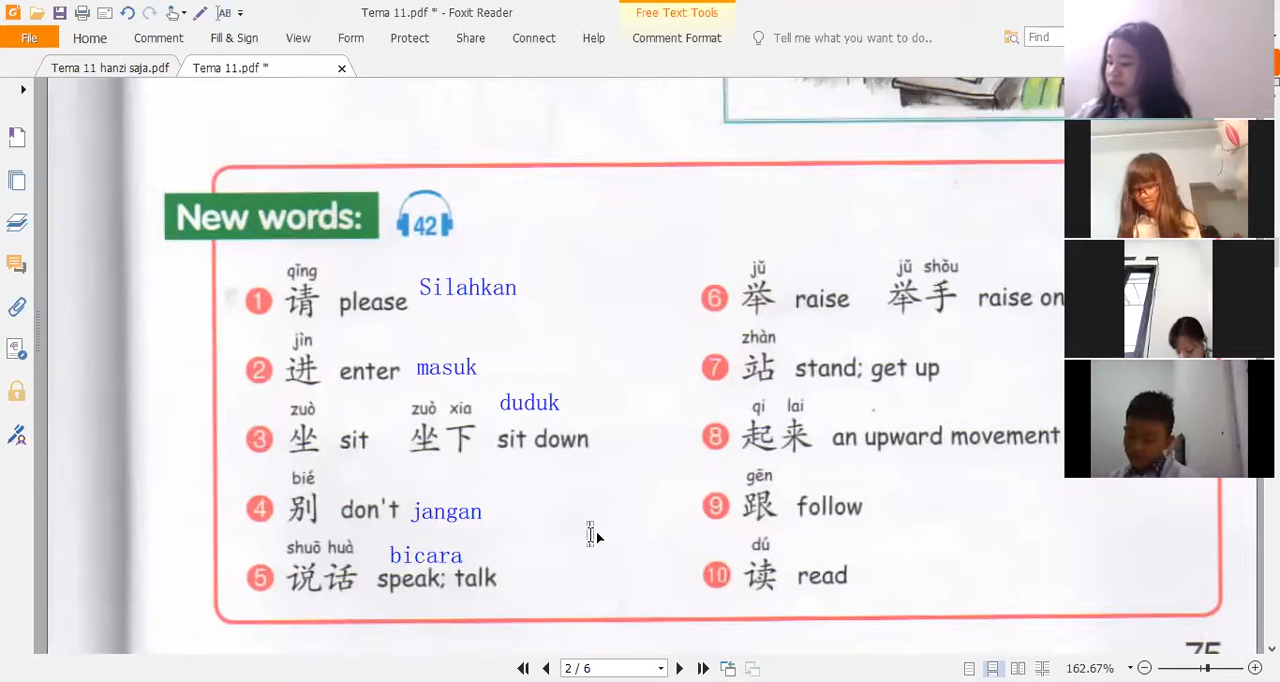 Tema 11.pdf * - Foxit Reader
Free Text Tools
File Home Comment Fill & Sign View Form Protect Share Connect Help Comment Format Tell me what you want to do.. Find
Tema 11 hanzi saja.pdf Tema 11.pdf *
New words: 42
qǐng
1 请 please Silahkan
jìn
2 进 enter masuk
zuò zuò xia duduk
3 坐 sit 坐下 sit down
bié
4 别 don't jangan
shuō huà bicara
5 说话 speak; talk
jǔ jǔ shǒu
6 举 raise 举手 raise on
zhàn
7 站 stand; get up
qi lai
8 起来 an upward movement
gēn
9 跟 follow
dú
10 读 read
75
2 / 6 162.67%